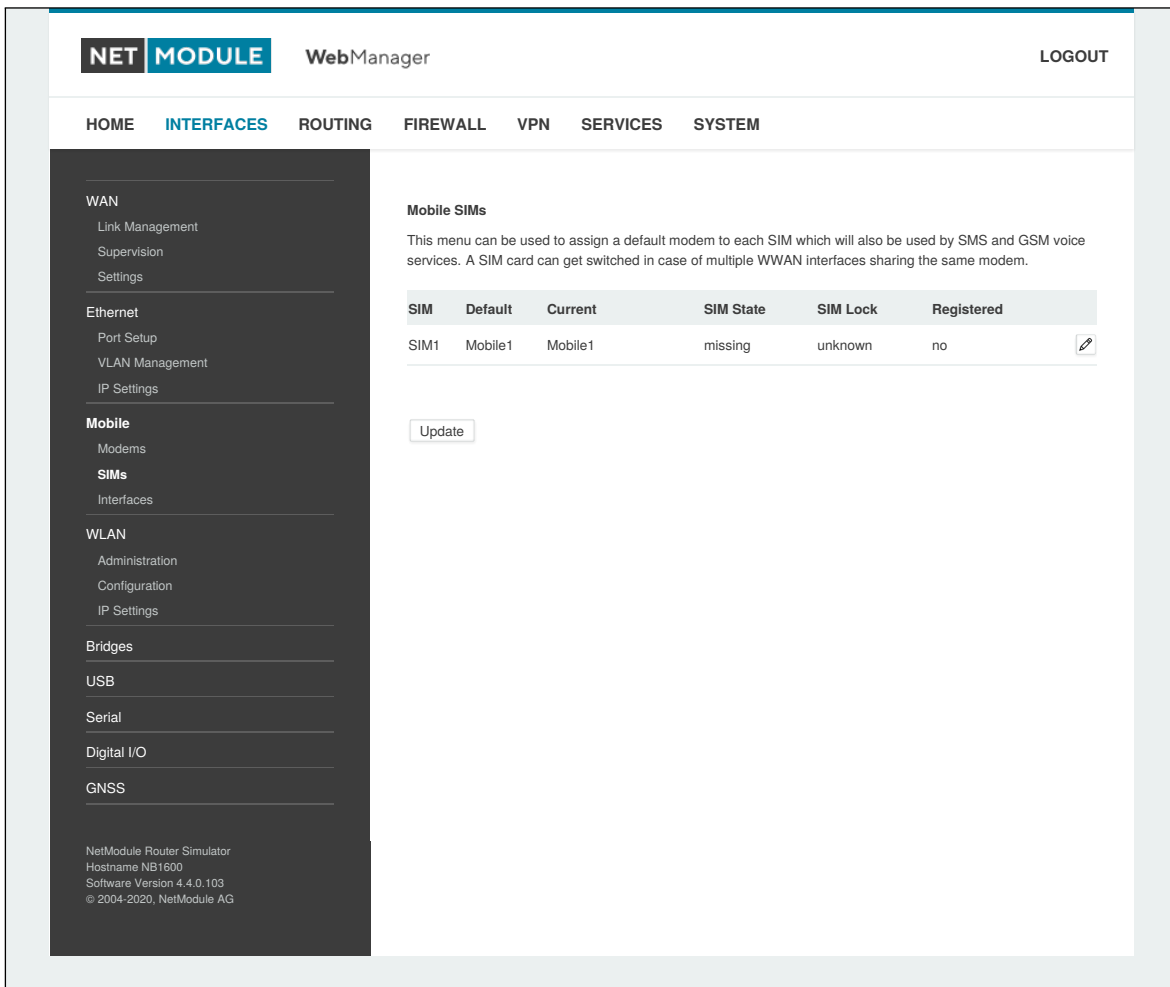 NET MODULE WebManager LOGOUT
HOME INTERFACES ROUTING FIREWALL VPN SERVICES SYSTEM
WAN
Link Management
Supervision
Settings
Ethernet
Port Setup
VLAN Management
IP Settings
Mobile
Modems
SIMs
Interfaces
WLAN
Administration
Configuration
IP Settings
Bridges
USB
Serial
Digital I/O
GNSS
NetModule Router Simulator
Hostname NB1600
Software Version 4.4.0.103
© 2004-2020, NetModule AG
Mobile SIMs
This menu can be used to assign a default modem to each SIM which will also be used by SMS and GSM voice
services. A SIM card can get switched in case of multiple WWAN interfaces sharing the same modem.
SIM Default Current SIM State SIM Lock Registered
SIM1 Mobile1 Mobile1 missing unknown no
Update